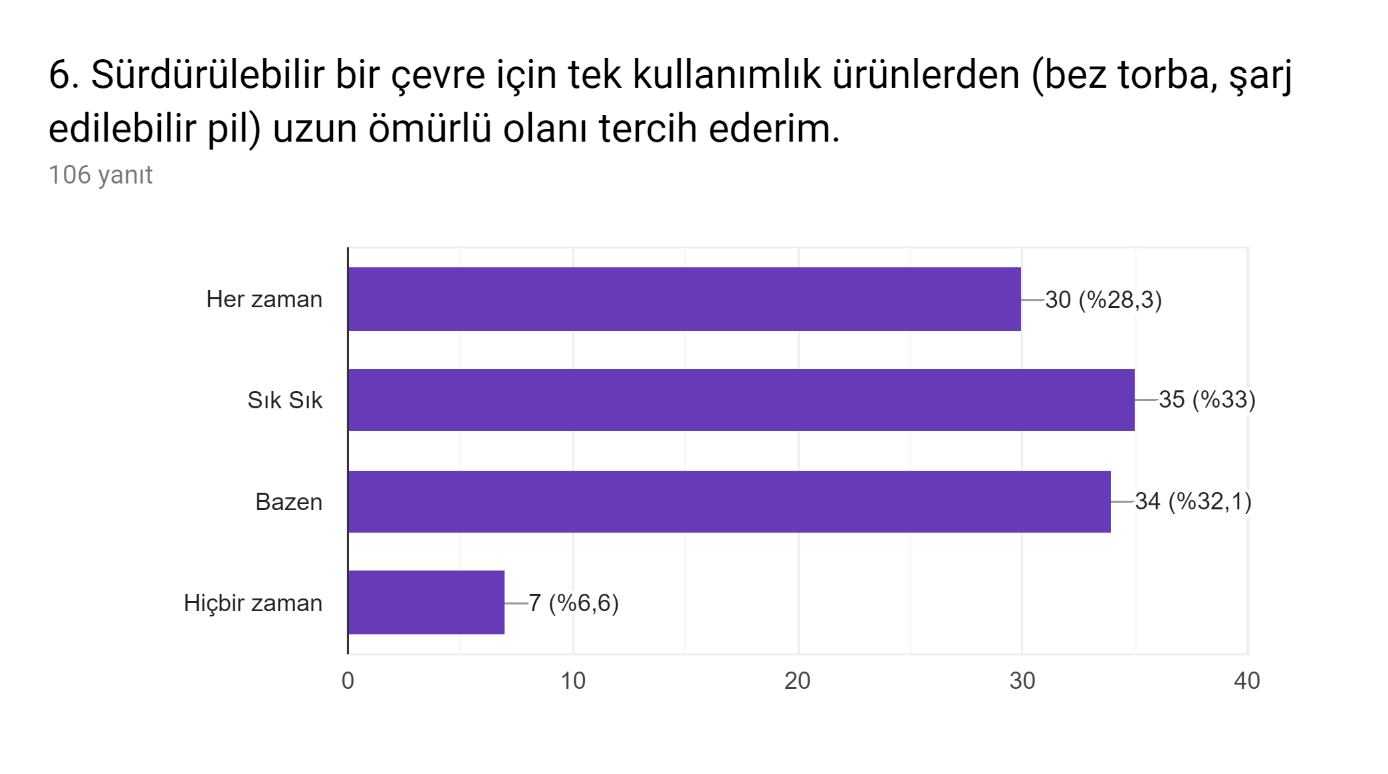 6. Sürdürülebilir bir çevre için tek kullanımlık ürünlerden (bez torba, şarj
edilebilir pil) uzun ömürlü olanı tercih ederim.
106 yanıt
Her zaman 30 (%28,3)
Sık Sık 35 (%33)
Bazen 34 (%32,1)
Hiçbir zaman 7 (%6,6)
0 10 20 30 40